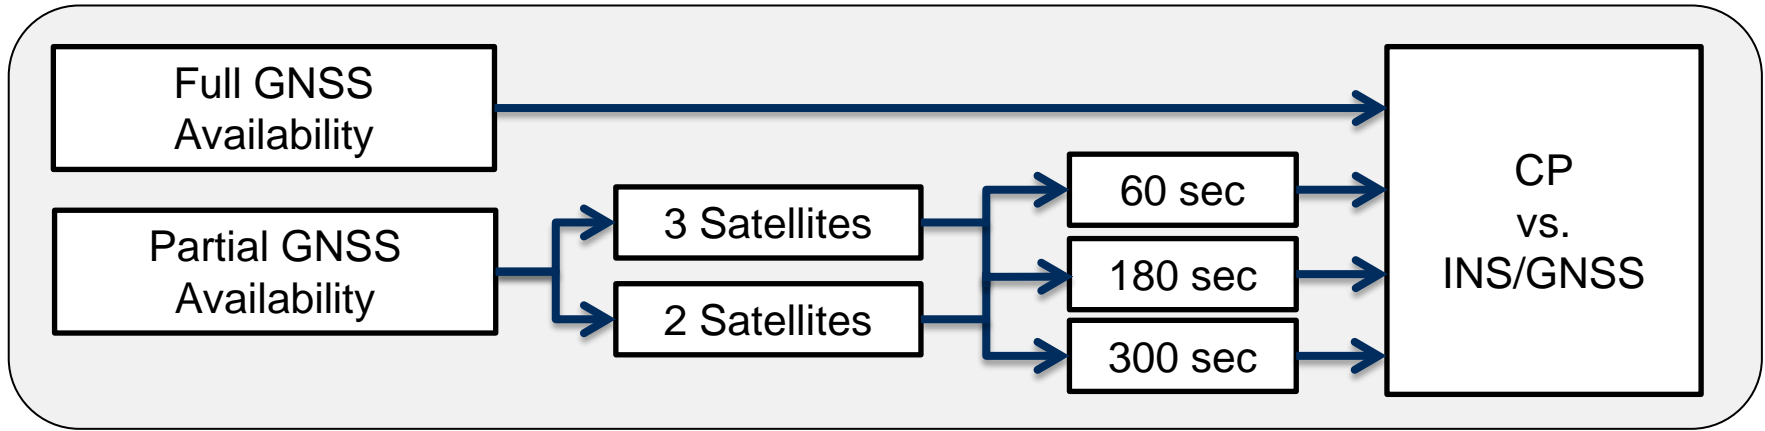 Full GNSS
Availability
Partial GNSS
Availability
3 Satellites
2 Satellites
60 sec
180 sec
300 sec
CP
vs.
INS/GNSS